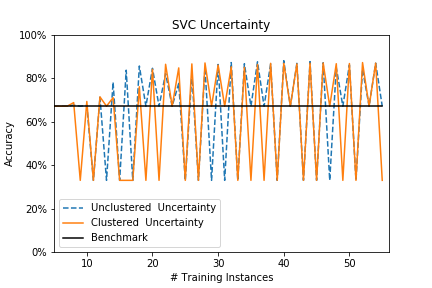 SVC Uncertainty
100%
80%
60%
40%
20%
0%
Accuracy
10
20
30
40
50
# Training Instances
Unclustered  Uncertainty
Clustered  Uncertainty
Benchmark